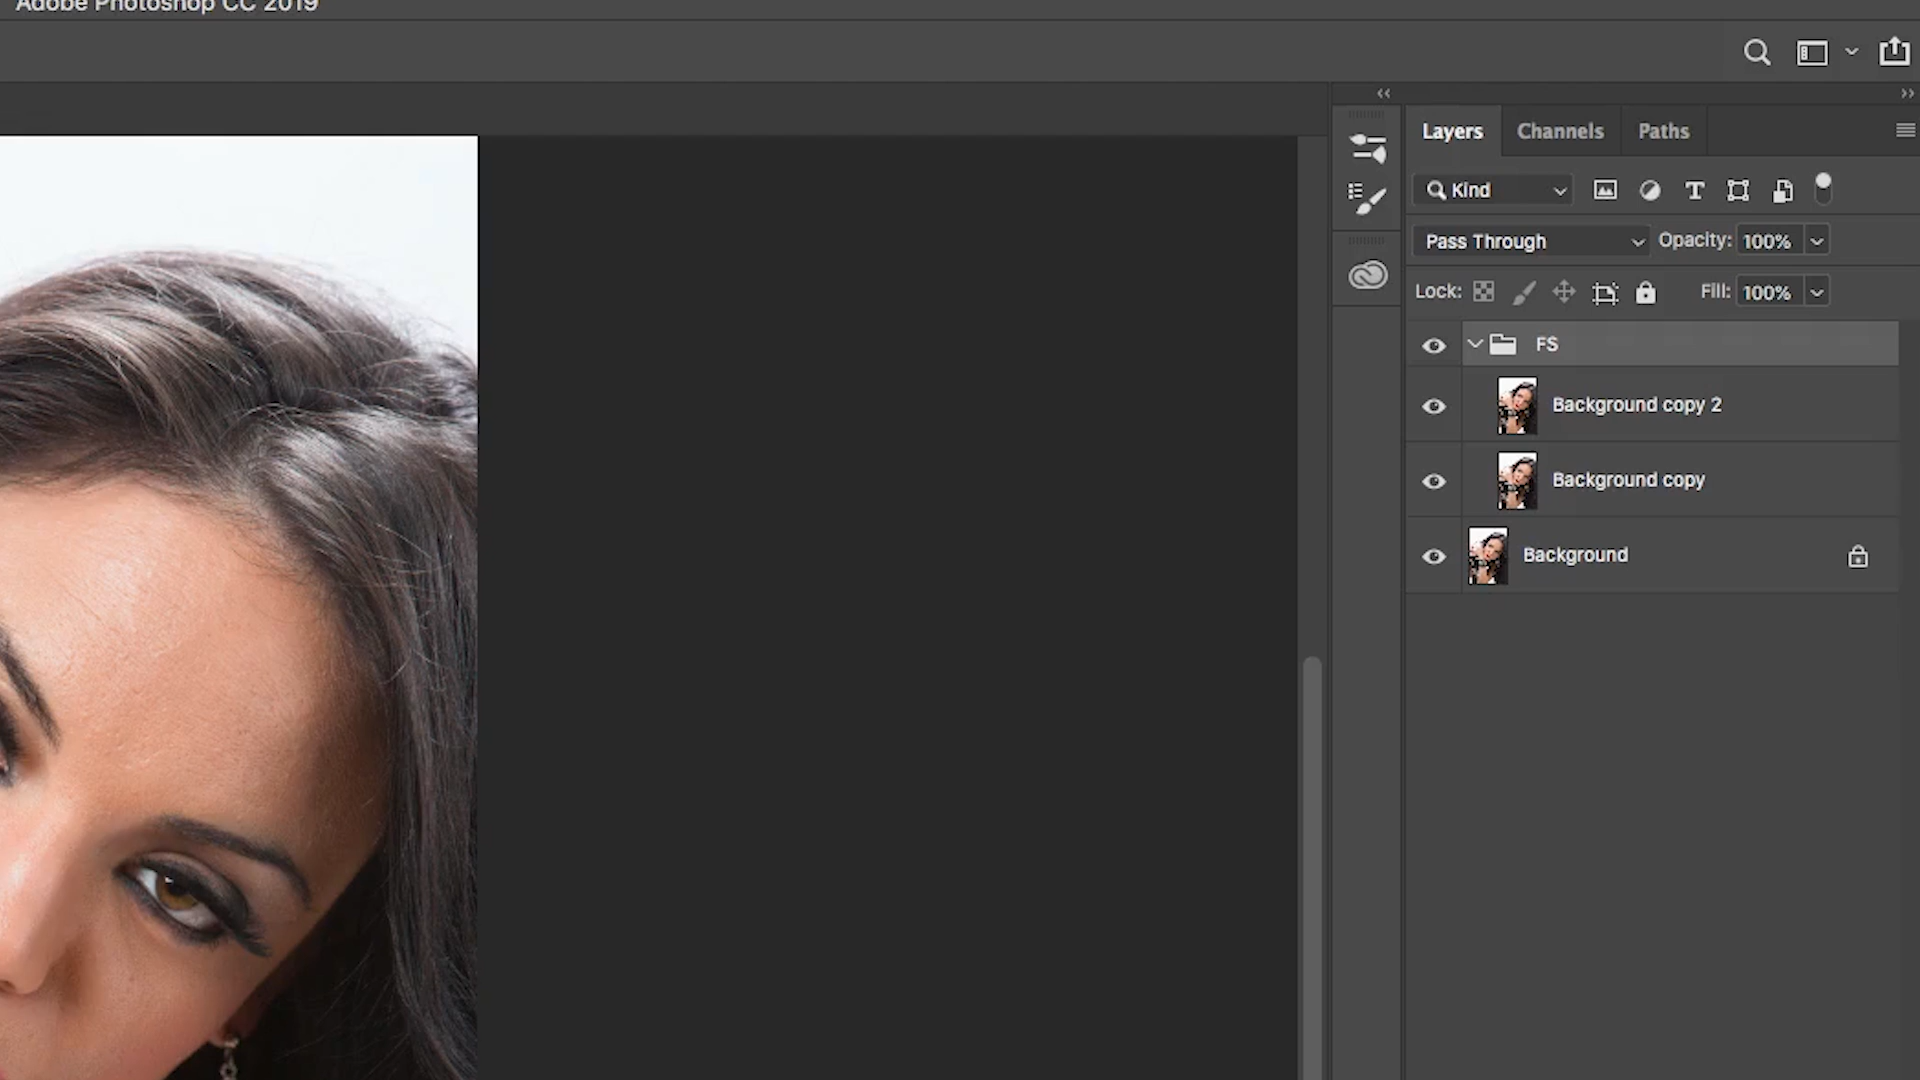 Adobe Photoshop CC 2019
Layers Channels Paths
Kind
Pass Through Opacity: 100%
Lock: Fill: 100%
FS
Background copy 2
Background copy
Background